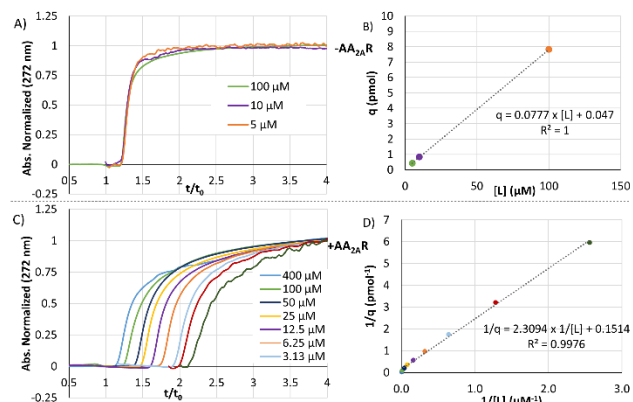 A)
Abs. Normalized (272 nm)
1
0.75
0.5
0.25
0
-0.25
-AA2AR
100 µM
10 µM
5 µM
0.5 1 1.5 2 2.5 3 3.5 4
t/t0
B)
q (pmol)
9
8
7
6
5
4
3
2
1
0
q = 0.0777 x [L] + 0.047
R² = 1
0 50 100 150
[L] (µM)
C)
Abs. Normalized (272 nm)
1
0.75
0.5
0.25
0
-0.25
+AA2AR
400 µM
100 µM
50 µM
25 µM
12.5 µM
6.25 µM
3.13 µM
0.5 1 1.5 2 2.5 3 3.5 4
t/t0
D)
1/q (pmol-1)
7
6
5
4
3
2
1
0
1/q = 2.3094 x 1/[L] + 0.1514
R² = 0.9976
0.0 1.0 2.0 3.0
1/[L] (µM-1)